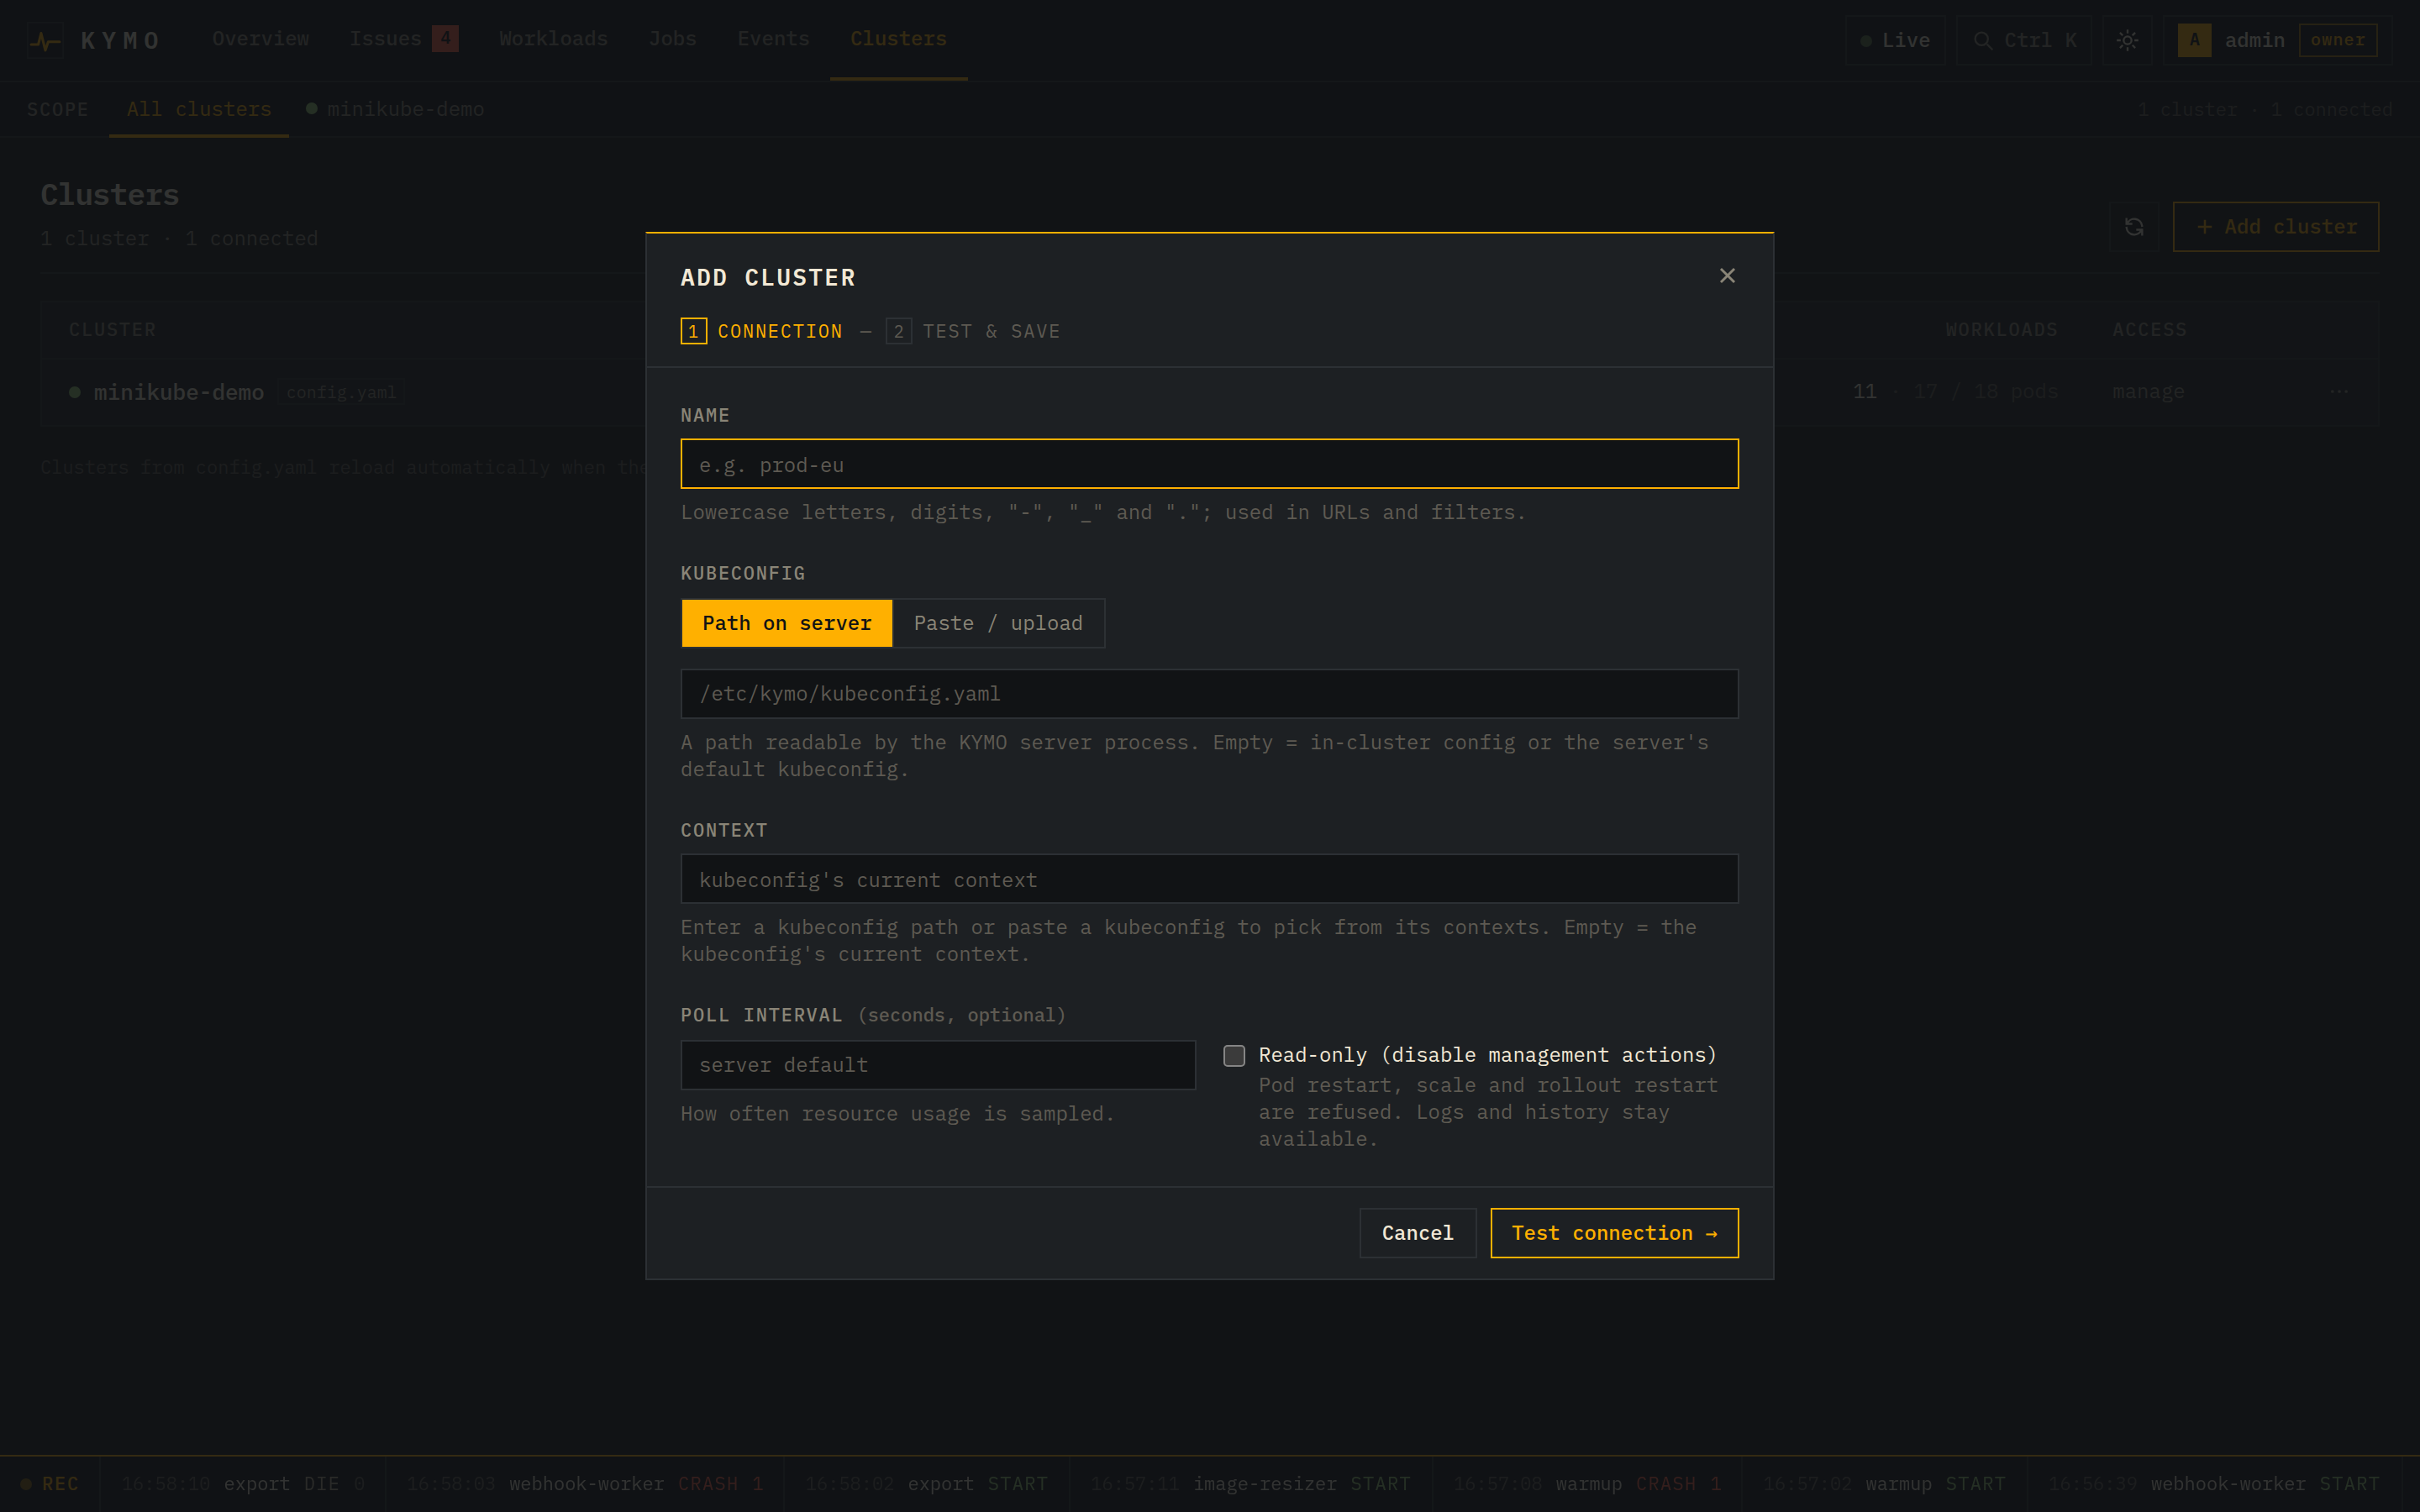 KYMO Overview Issues 4 Workloads Jobs Events Clusters Live Ctrl K A admin owner
SCOPE All clusters minikube-demo 1 cluster · 1 connected
Clusters
1 cluster · 1 connected
+ Add cluster
CLUSTER WORKLOADS ACCESS
minikube-demo config.yaml 11 · 17 / 18 pods manage ...
Clusters from config.yaml reload automatically when the
ADD CLUSTER ×
1 CONNECTION — 2 TEST & SAVE
NAME
e.g. prod-eu
Lowercase letters, digits, "-", "_" and "."; used in URLs and filters.
KUBECONFIG
Path on server Paste / upload
/etc/kymo/kubeconfig.yaml
A path readable by the KYMO server process. Empty = in-cluster config or the server's
default kubeconfig.
CONTEXT
kubeconfig's current context
Enter a kubeconfig path or paste a kubeconfig to pick from its contexts. Empty = the
kubeconfig's current context.
POLL INTERVAL (seconds, optional)
server default
How often resource usage is sampled.
Read-only (disable management actions)
Pod restart, scale and rollout restart
are refused. Logs and history stay
available.
Cancel Test connection →
REC 16:58:10 export DIE 0 16:58:03 webhook-worker CRASH 1 16:58:02 export START 16:57:11 image-resizer START 16:57:08 warmup CRASH 1 16:57:02 warmup START 16:56:39 webhook-worker START